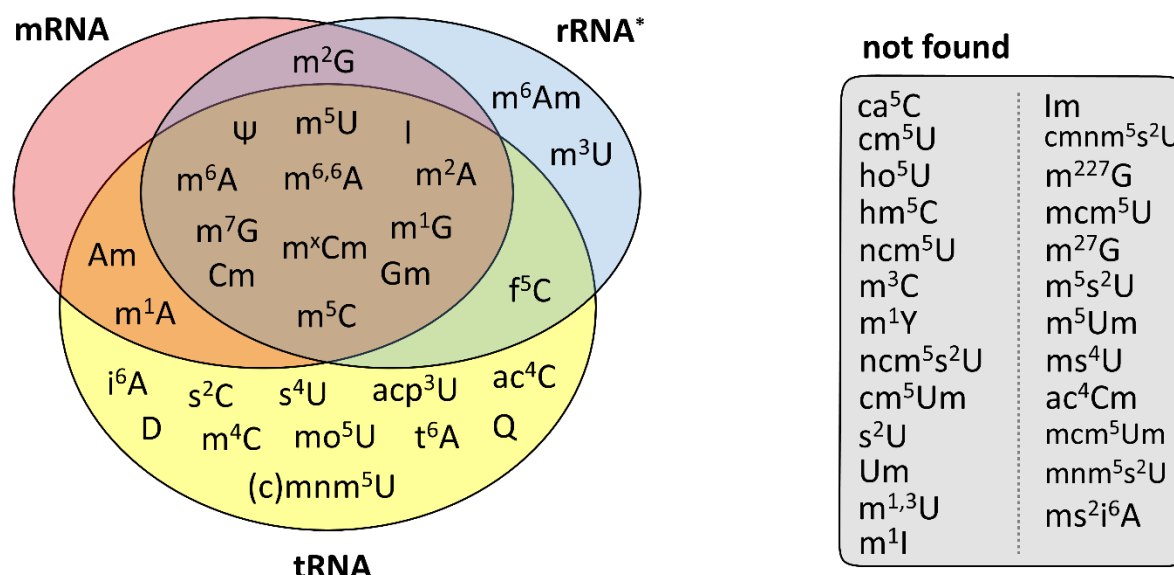 mRNA
rRNA*
m²G
m⁶Am
m³U
Ψ
m⁵U
I
m⁶A
m⁶,⁶A
m²A
m⁷G
mˣCm
m¹G
Cm
Gm
m⁵C
Am
m¹A
f⁵C
i⁶A
s²C
s⁴U
acp³U
ac⁴C
D
m⁴C
mo⁵U
t⁶A
Q
(c)mnm⁵U
tRNA
not found
ca⁵C
cm⁵U
ho⁵U
hm⁵C
ncm⁵U
m³C
m¹Y
ncm⁵s²U
cm⁵Um
s²U
Um
m¹,³U
m¹I
Im
cmnm⁵s²U
m²²⁷G
mcm⁵U
m²⁷G
m⁵s²U
m⁵Um
ms⁴U
ac⁴Cm
mcm⁵Um
mnm⁵s²U
ms²i⁶A